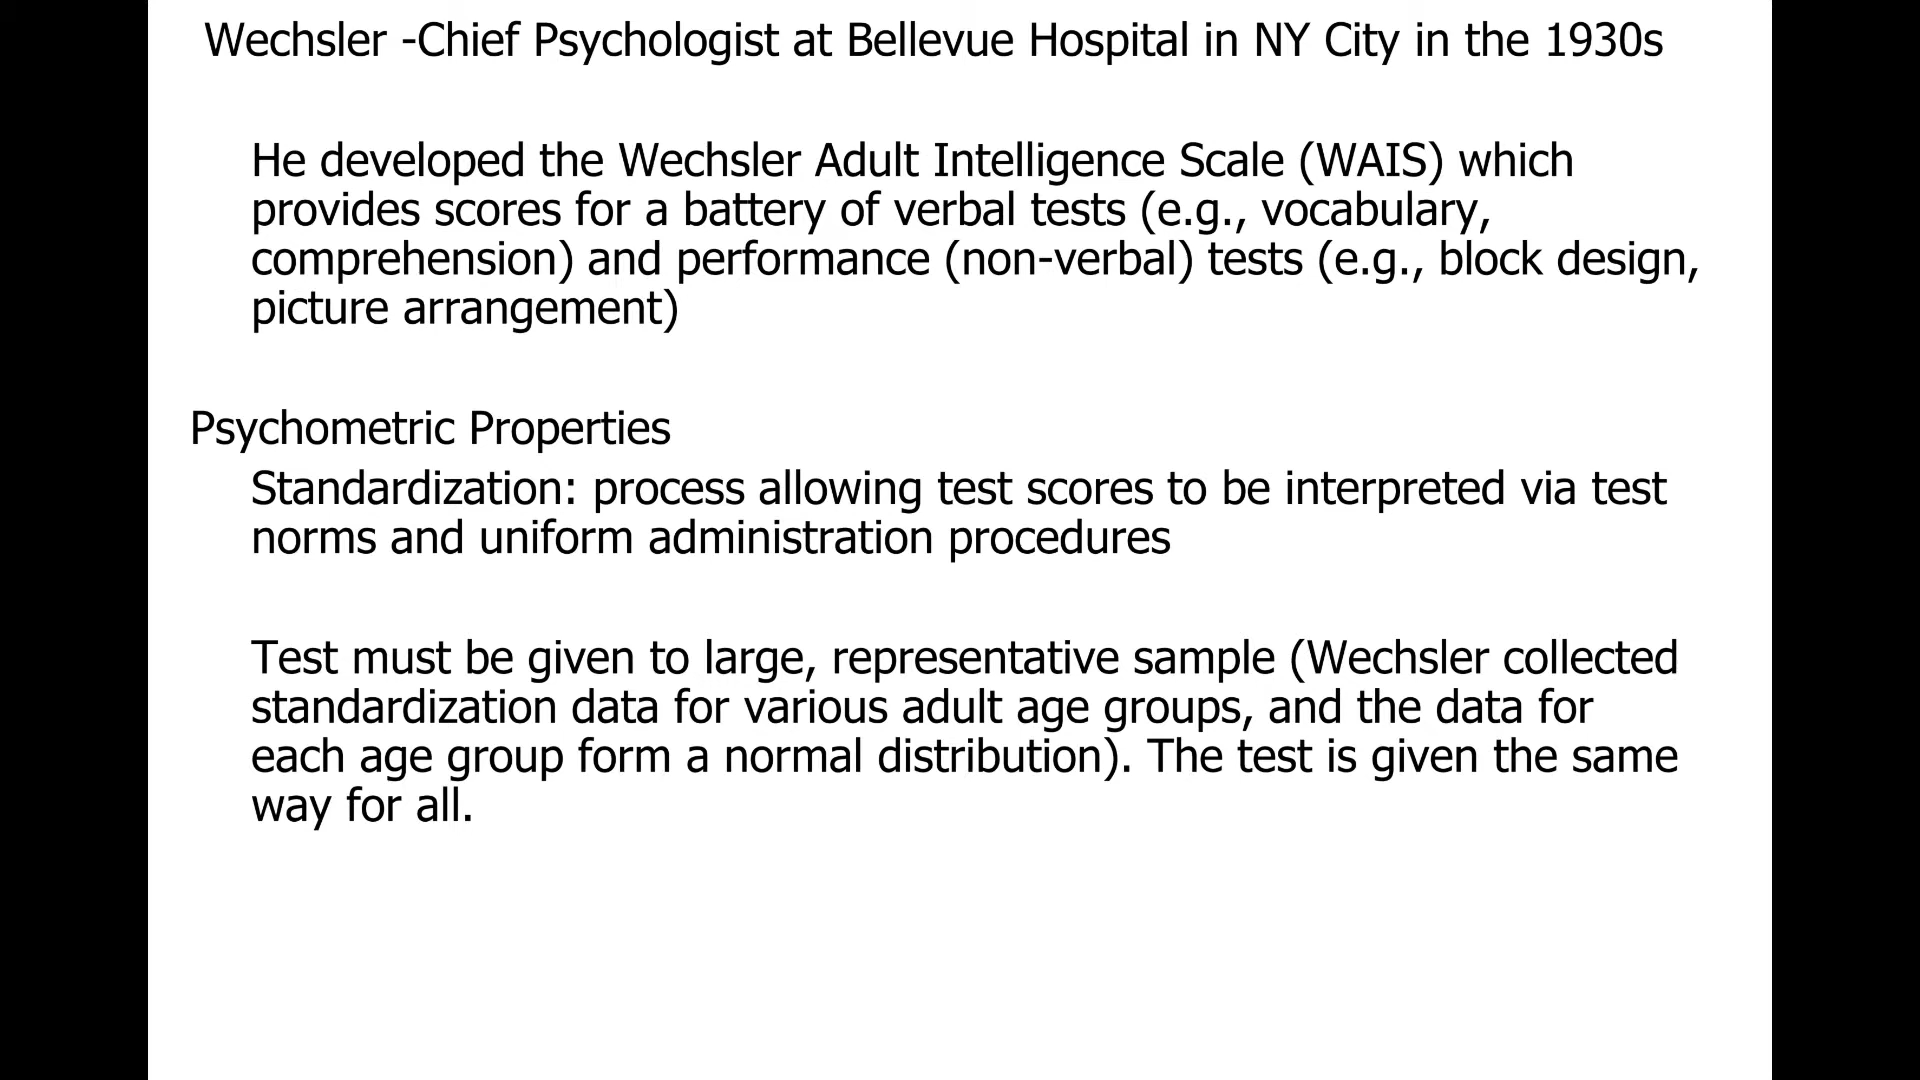 Wechsler -Chief Psychologist at Bellevue Hospital in NY City in the 1930s
He developed the Wechsler Adult Intelligence Scale (WAIS) which
provides scores for a battery of verbal tests (e.g., vocabulary,
comprehension) and performance (non-verbal) tests (e.g., block design,
picture arrangement)
Psychometric Properties
Standardization: process allowing test scores to be interpreted via test
norms and uniform administration procedures
Test must be given to large, representative sample (Wechsler collected
standardization data for various adult age groups, and the data for
each age group form a normal distribution). The test is given the same
way for all.